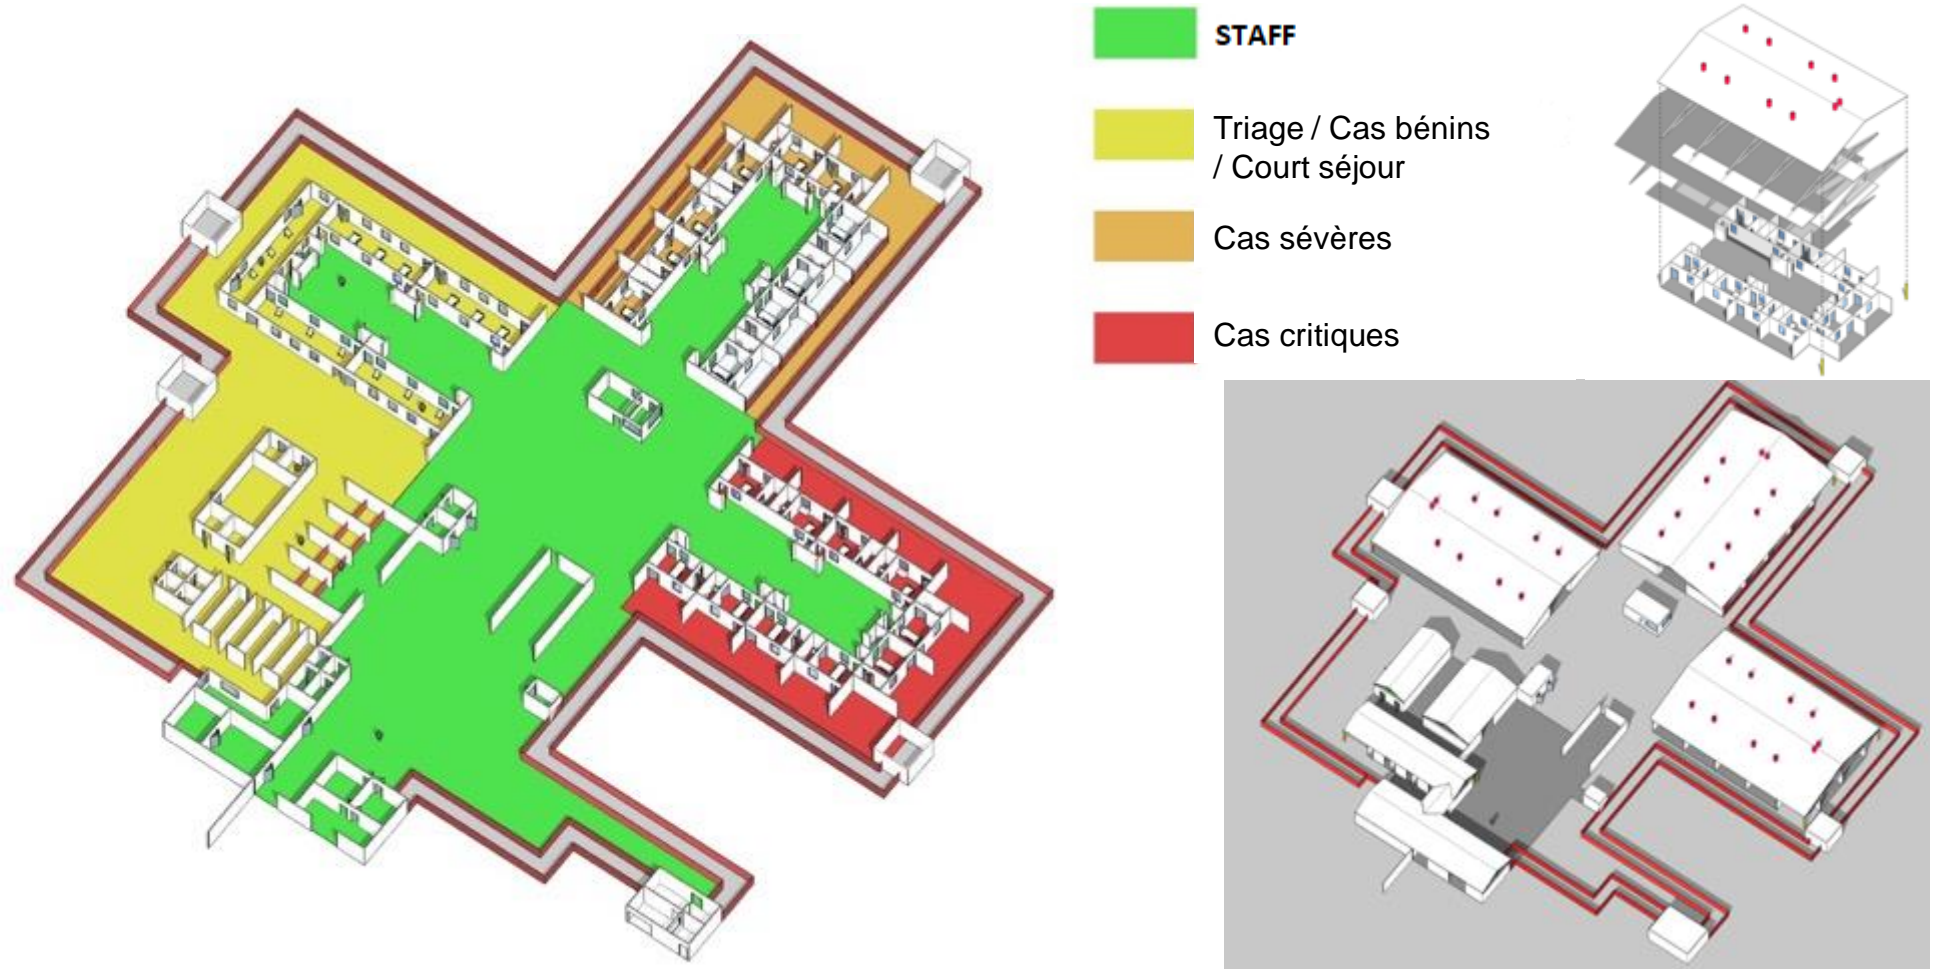 STAFF
Triage / Cas bénins
/ Court séjour
Cas sévères
Cas critiques